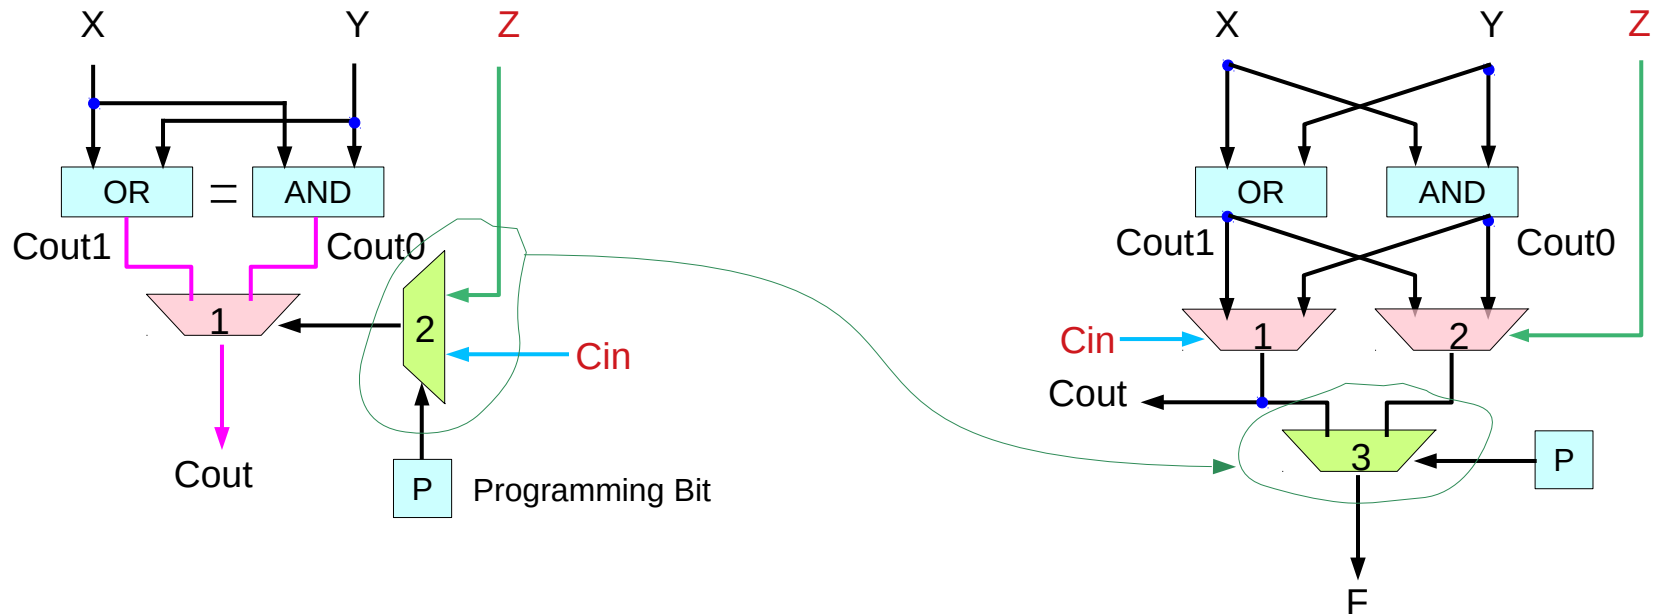 X Y Z
OR = AND
Cout1 Cout0
1
2
Cin
Cout
P Programming Bit
X Y Z
OR AND
Cout1 Cout0
Cin 1 2
Cout
3 P
F